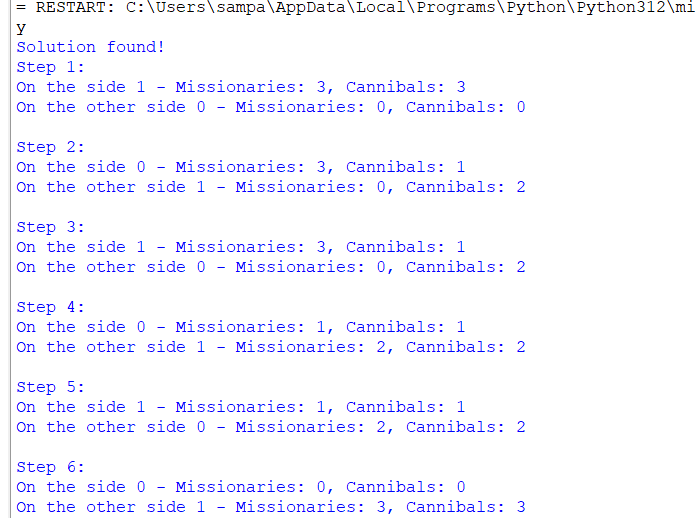 = RESTART: C:\Users\sampa\AppData\Local\Programs\Python\Python312\mi
y
Solution found!
Step 1:
On the side 1 - Missionaries: 3, Cannibals: 3
On the other side 0 - Missionaries: 0, Cannibals: 0
Step 2:
On the side 0 - Missionaries: 3, Cannibals: 1
On the other side 1 - Missionaries: 0, Cannibals: 2
Step 3:
On the side 1 - Missionaries: 3, Cannibals: 1
On the other side 0 - Missionaries: 0, Cannibals: 2
Step 4:
On the side 0 - Missionaries: 1, Cannibals: 1
On the other side 1 - Missionaries: 2, Cannibals: 2
Step 5:
On the side 1 - Missionaries: 1, Cannibals: 1
On the other side 0 - Missionaries: 2, Cannibals: 2
Step 6:
On the side 0 - Missionaries: 0, Cannibals: 0
On the other side 1 - Missionaries: 3, Cannibals: 3